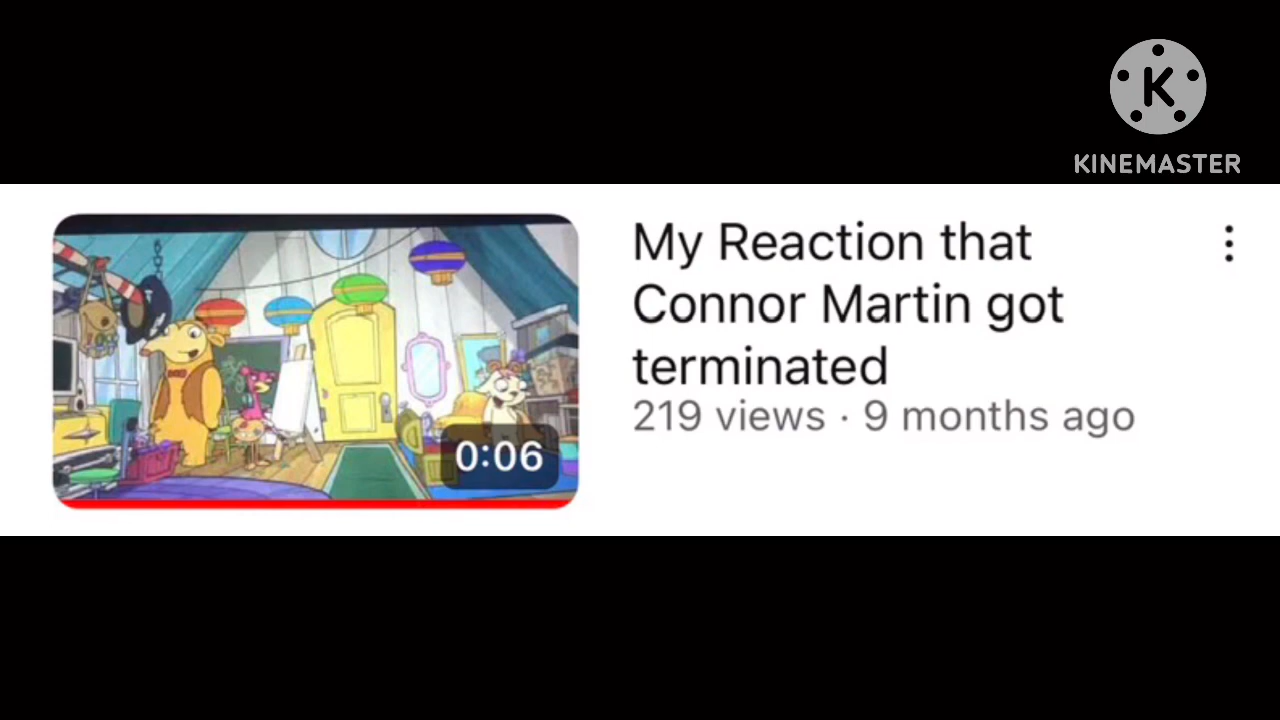 KINEMASTER
My Reaction that
Connor Martin got
terminated
219 views · 9 months ago
0:06